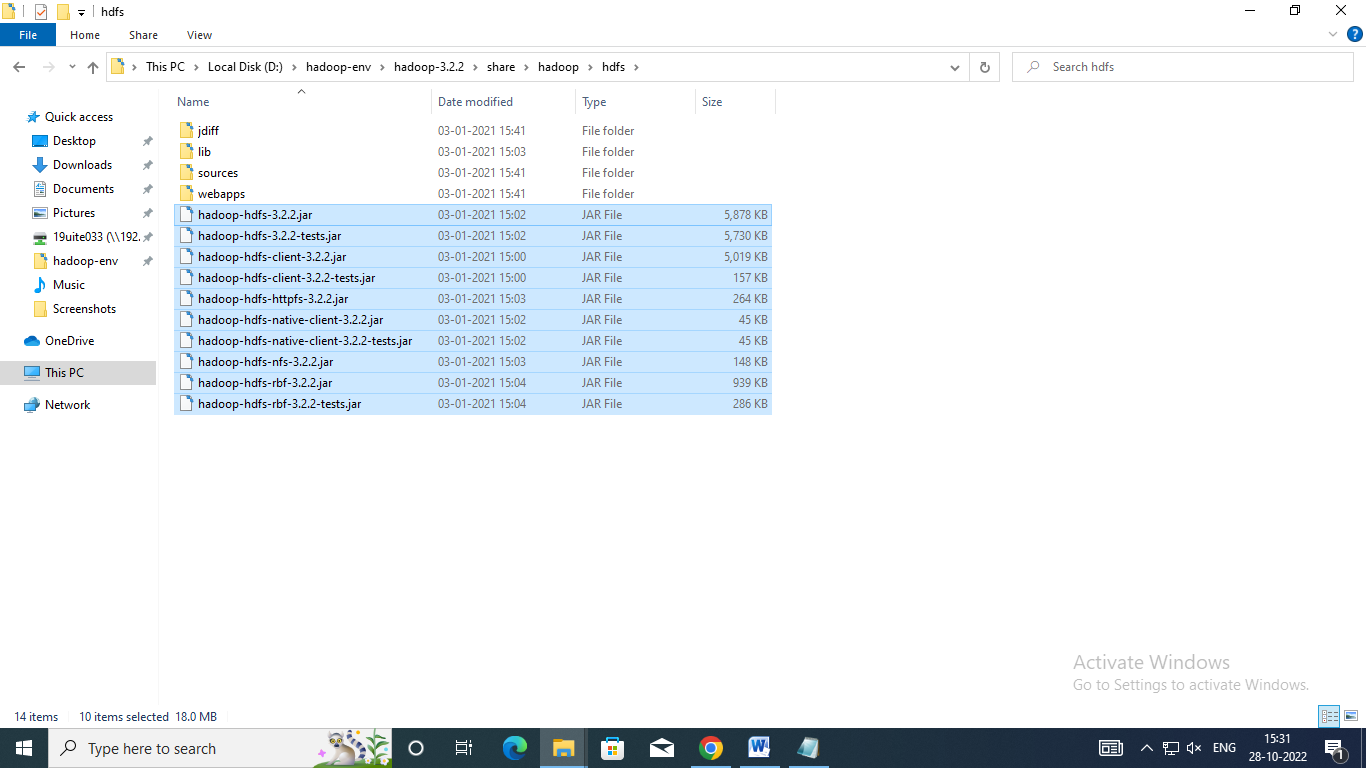 hdfs
File Home Share View
This PC Local Disk (D:) hadoop-env hadoop-3.2.2 share hadoop hdfs
Search hdfs
Name Date modified Type Size
Quick access
Desktop
Downloads
Documents
Pictures
19uite033 (\\192.
hadoop-env
Music
Screenshots
OneDrive
This PC
Network
jdiff 03-01-2021 15:41 File folder
lib 03-01-2021 15:03 File folder
sources 03-01-2021 15:41 File folder
webapps 03-01-2021 15:41 File folder
hadoop-hdfs-3.2.2.jar 03-01-2021 15:02 JAR File 5,878 KB
hadoop-hdfs-3.2.2-tests.jar 03-01-2021 15:02 JAR File 5,730 KB
hadoop-hdfs-client-3.2.2.jar 03-01-2021 15:00 JAR File 5,019 KB
hadoop-hdfs-client-3.2.2-tests.jar 03-01-2021 15:00 JAR File 157 KB
hadoop-hdfs-httpfs-3.2.2.jar 03-01-2021 15:03 JAR File 264 KB
hadoop-hdfs-native-client-3.2.2.jar 03-01-2021 15:02 JAR File 45 KB
hadoop-hdfs-native-client-3.2.2-tests.jar 03-01-2021 15:02 JAR File 45 KB
hadoop-hdfs-nfs-3.2.2.jar 03-01-2021 15:03 JAR File 148 KB
hadoop-hdfs-rbf-3.2.2.jar 03-01-2021 15:04 JAR File 939 KB
hadoop-hdfs-rbf-3.2.2-tests.jar 03-01-2021 15:04 JAR File 286 KB
Activate Windows
Go to Settings to activate Windows.
14 items 10 items selected 18.0 MB
Type here to search
ENG
15:31
28-10-2022
1